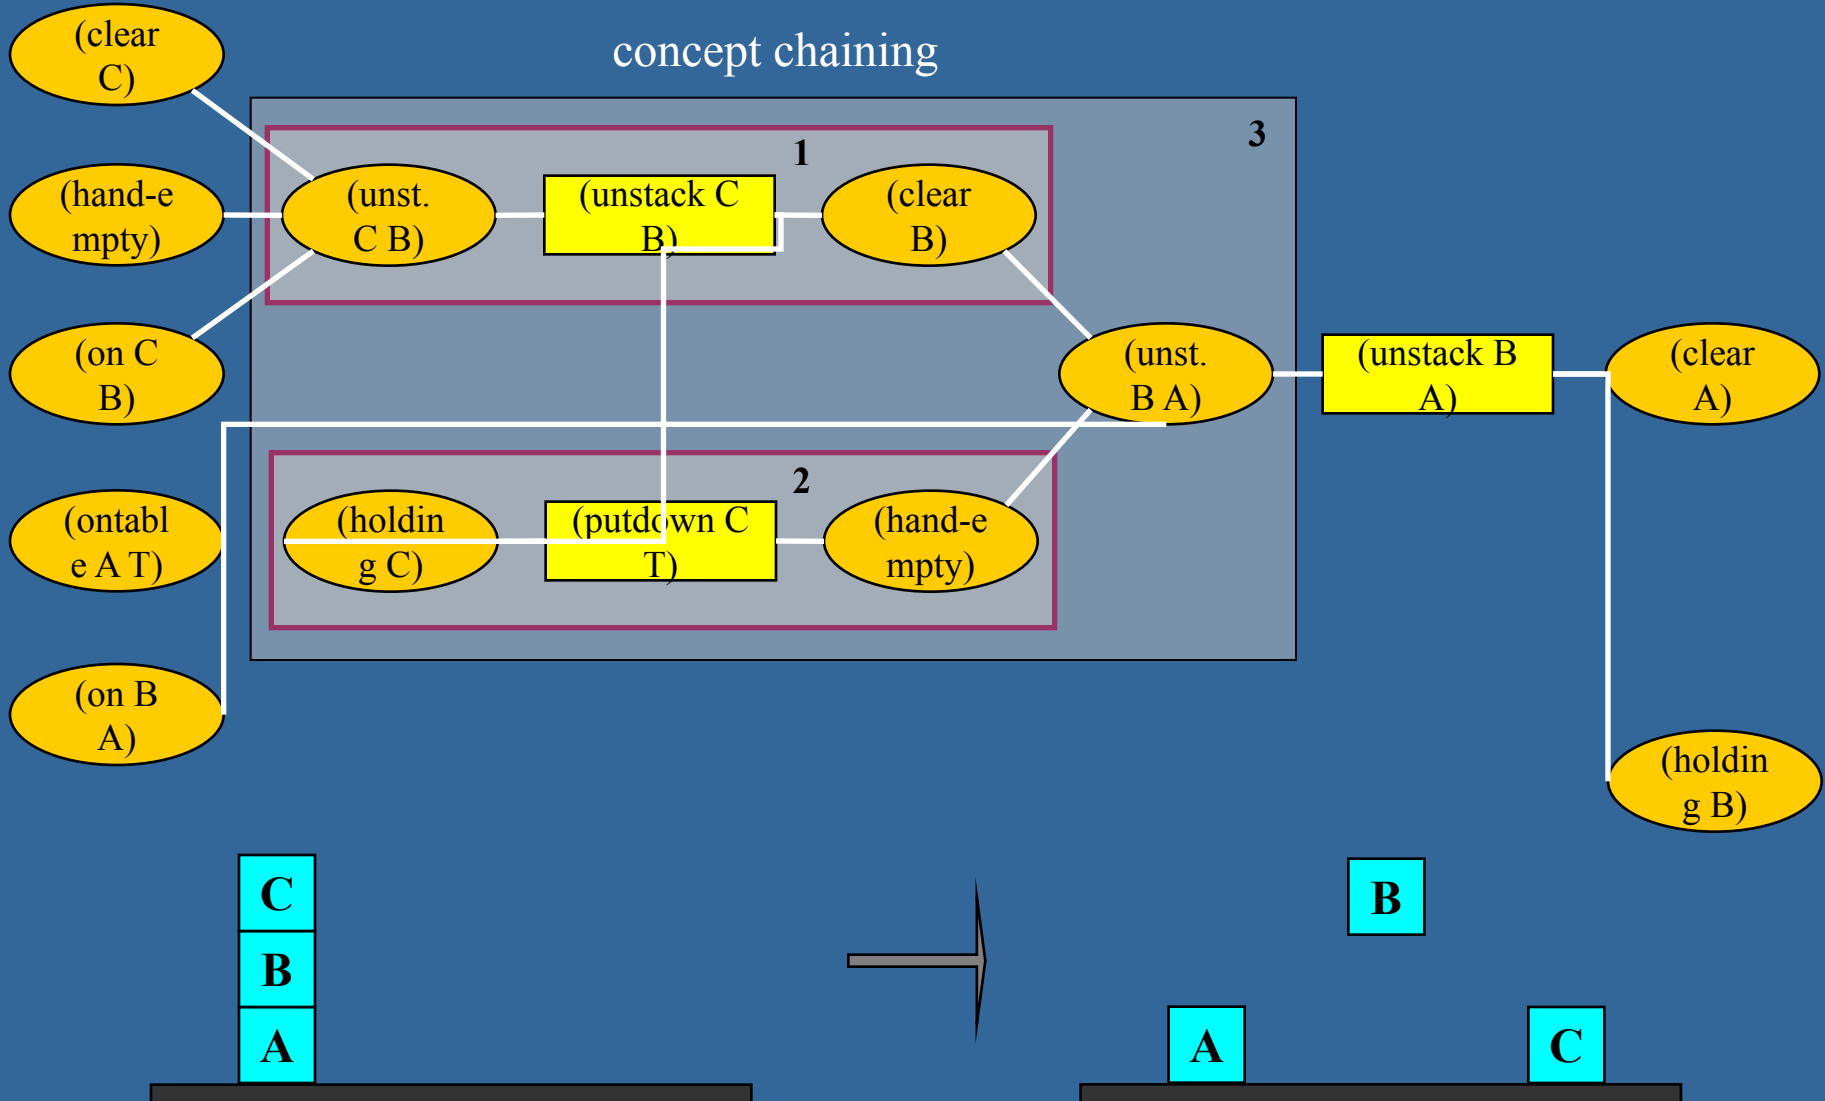 (clear
C)
concept chaining
3
1
(hand-e
mpty)
(unst.
C B)
(unstack C
B)
(clear
B)
(on C
B)
(unst.
B A)
(unstack B
A)
(clear
A)
2
(ontabl
e A T)
(holdin
g C)
(putdown C
T)
(hand-e
mpty)
(on B
A)
(holdin
g B)
C
B
A
B
A
C